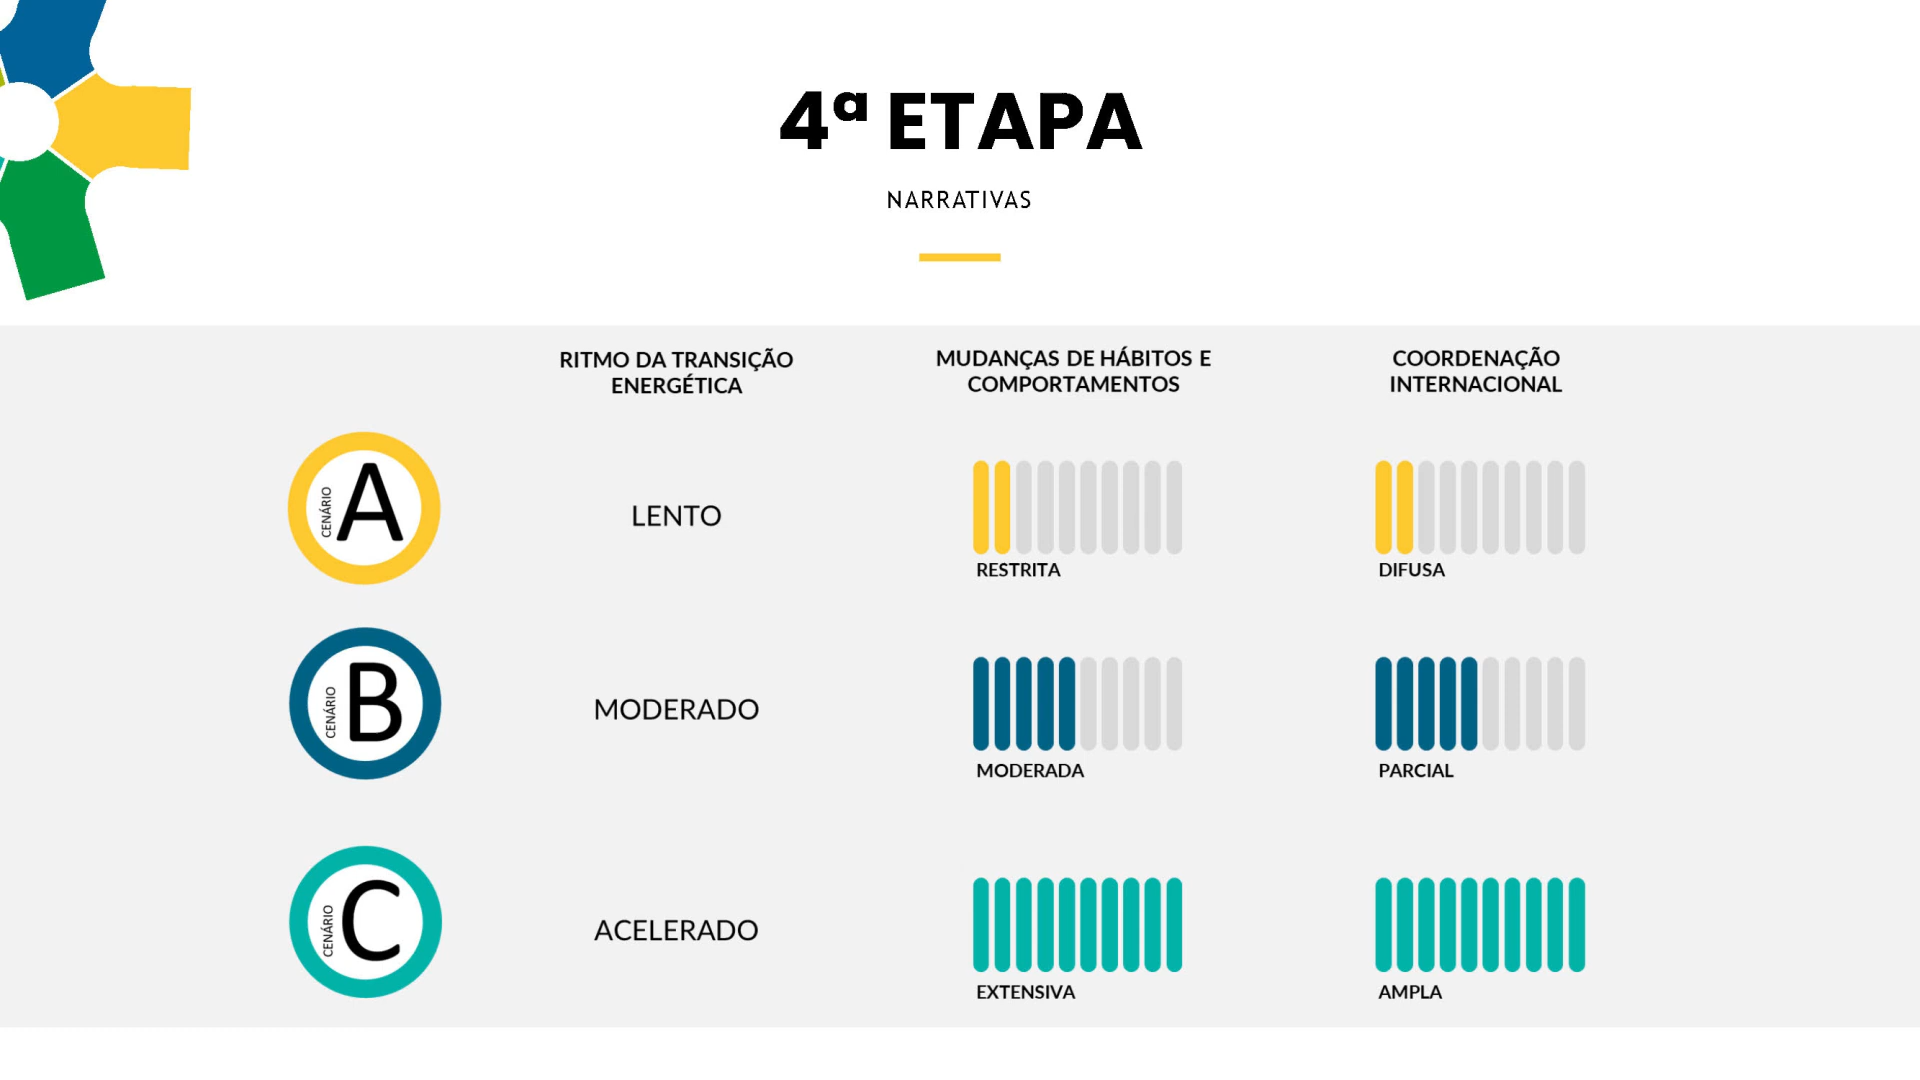 4ª ETAPA
NARRATIVAS
RITMO DA TRANSIÇÃO
ENERGÉTICA
MUDANÇAS DE HÁBITOS E
COMPORTAMENTOS
COORDENAÇÃO
INTERNACIONAL
CENÁRIO A
LENTO
RESTRITA
DIFUSA
CENÁRIO B
MODERADO
MODERADA
PARCIAL
CENÁRIO C
ACELERADO
EXTENSIVA
AMPLA